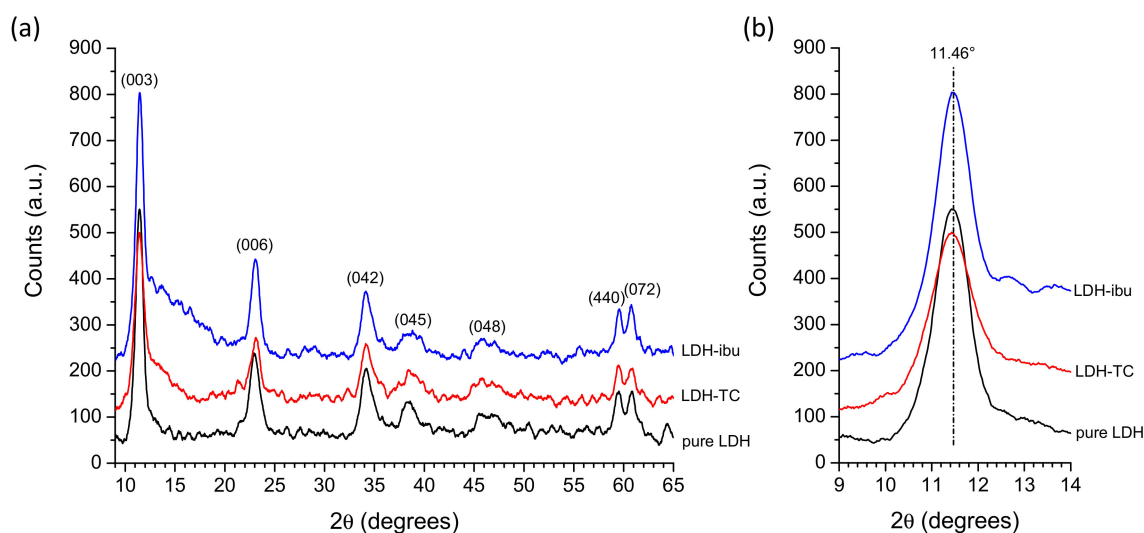 (a)
900
800
700
600
500
400
300
200
100
0
Counts (a.u.)
10 15 20 25 30 35 40 45 50 55 60 65
2θ (degrees)
(003)
(006)
(042)
(045)
(048)
(440) (072)
LDH-ibu
LDH-TC
pure LDH
(b)
900
800
700
600
500
400
300
200
100
0
Counts (a.u.)
9 10 11 12 13 14
2θ (degrees)
11.46°
LDH-ibu
LDH-TC
pure LDH